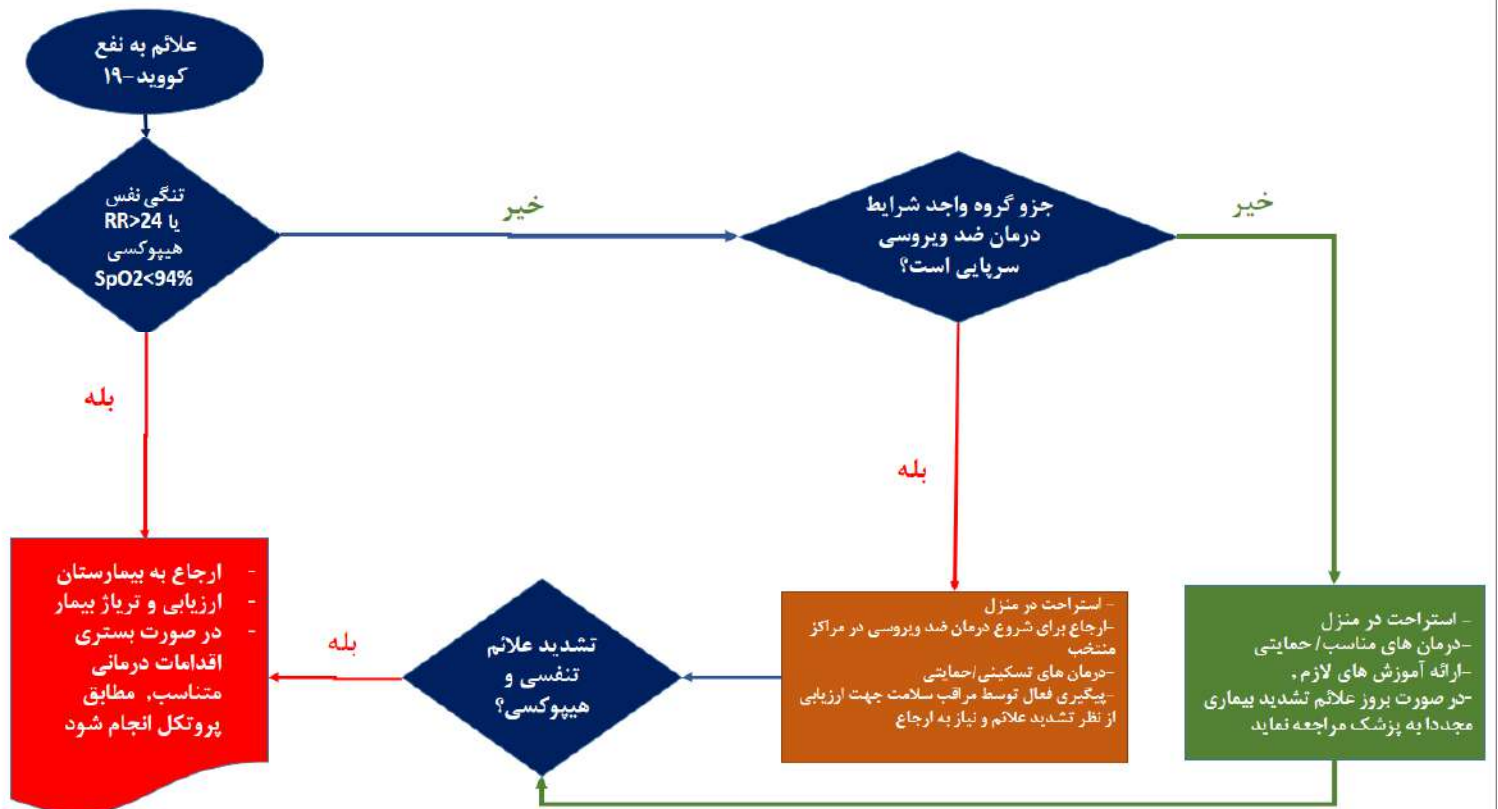 علائم به نفع
کووید-۱۹
تنگی نفس
یا RR>24
هیپوکسی
SpO2<94%
خیر
جزو گروه واجد شرایط
درمان ضد ویروسی
سرپایی است؟
خیر
بله
بله
- ارجاع به بیمارستان
- ارزیابی و تریاژ بیمار
- در صورت بستری
اقدامات درمانی
متناسب, مطابق
پروتکل انجام شود
بله
تشدید علائم
تنفسی و
هیپوکسی؟
- استراحت در منزل
-ارجاع برای شروع درمان ضد ویروسی در مراکز
منتخب
-درمان های تسکینی/حمایتی
-پیگیری فعال توسط مراقب سلامت جهت ارزیابی
از نظر تشدید علائم و نیاز به ارجاع
- استراحت در منزل
-درمان های مناسب/حمایتی
-ارائه آموزش های لازم ,
-در صورت بروز علائم تشدید بیماری
مجددا به پزشک مراجعه نماید